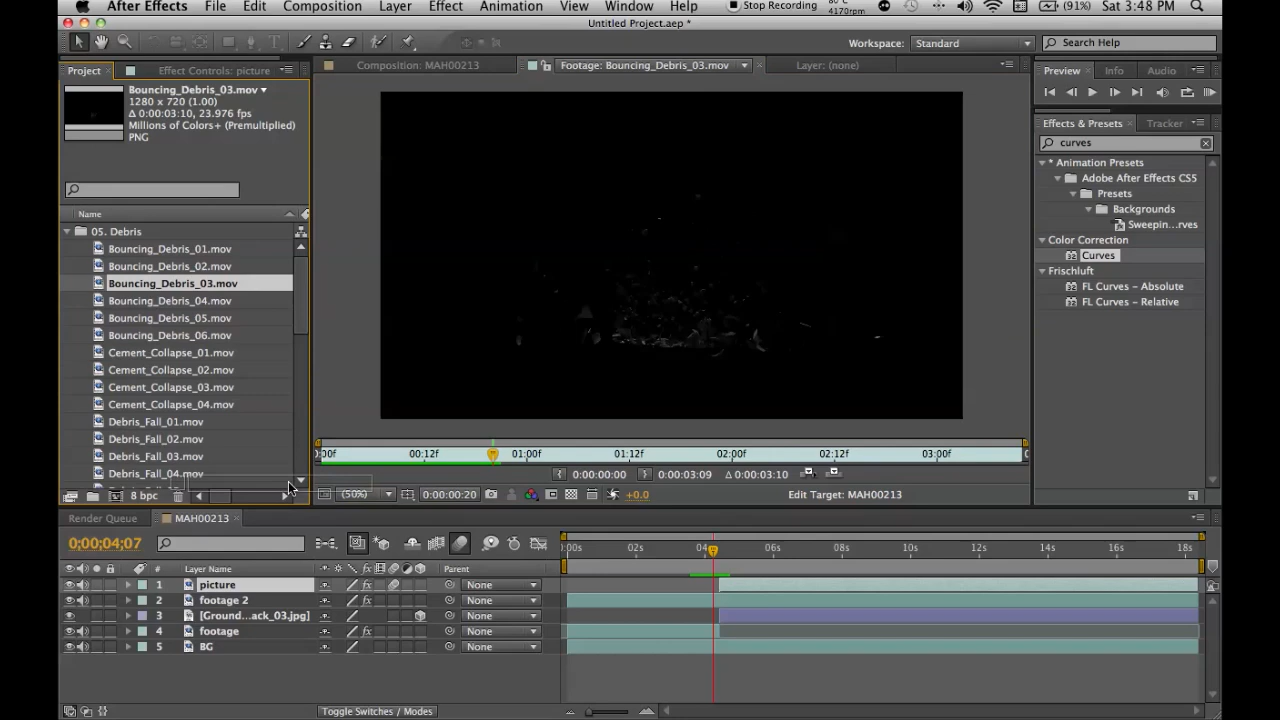 After Effects File Edit Composition Layer Effect Animation View Window Help Stop Recording 4170rpm (91%) Sat 3:48 PM
Untitled Project.aep *
Workspace: Standard Search Help
Project Effect Controls: picture Composition: MAH00213 Footage: Bouncing_Debris_03.mov Layer: (none) Preview Info Audio
Bouncing_Debris_03.mov
1280 x 720 (1.00)
Δ 0:00:03:10, 23.976 fps
Millions of Colors+ (Premultiplied)
PNG
Effects & Presets Tracker
curves
* Animation Presets
Adobe After Effects CS5
Presets
Backgrounds
Sweepin...rves
Color Correction
Curves
Frischluft
FL Curves - Absolute
FL Curves - Relative
Name
05. Debris
Bouncing_Debris_01.mov
Bouncing_Debris_02.mov
Bouncing_Debris_03.mov
Bouncing_Debris_04.mov
Bouncing_Debris_05.mov
Bouncing_Debris_06.mov
Cement_Collapse_01.mov
Cement_Collapse_02.mov
Cement_Collapse_03.mov
Cement_Collapse_04.mov
Debris_Fall_01.mov
Debris_Fall_02.mov
Debris_Fall_03.mov
Debris_Fall_04.mov
8 bpc
:00f 00:12f 01:00f 01:12f 02:00f 02:12f 03:00f
0:00:00:00 0:00:03:09 Δ 0:00:03:10
(50%) 0:00:00:20 +0.0 Edit Target: MAH00213
Render Queue MAH00213
0;00;04;07
:00s 02s 04s 06s 08s 10s 12s 14s 16s 18s
# Layer Name fx Parent
1 picture fx None
2 footage 2 fx None
3 [Ground...ack_03.jpg] None
4 footage fx None
5 BG None
Toggle Switches / Modes